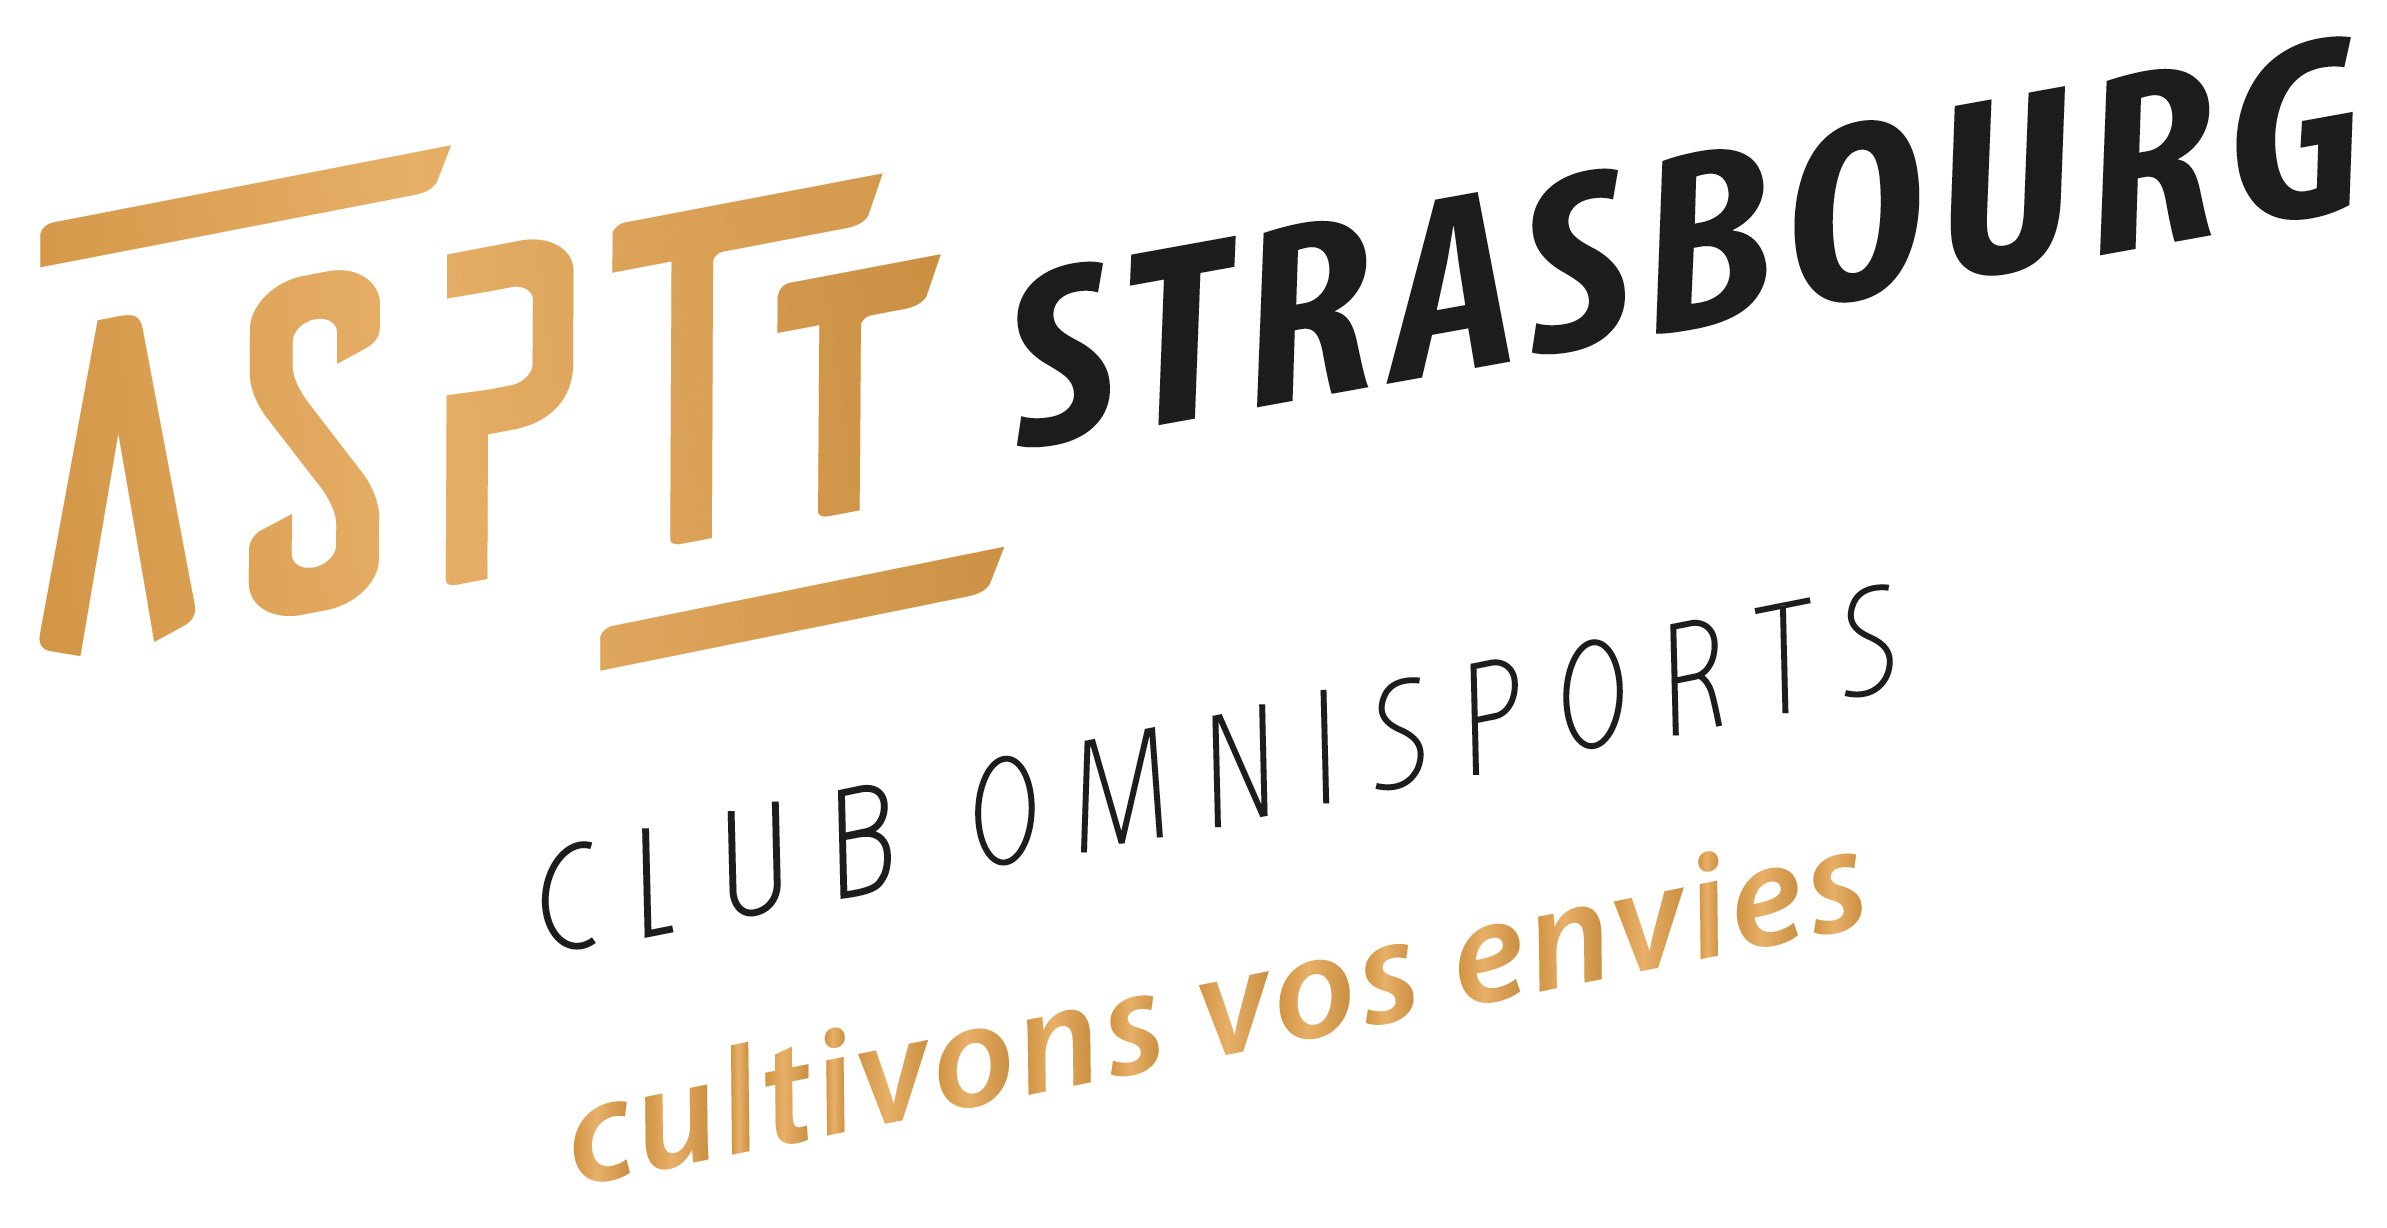 ASPTT STRASBOURG
CLUB OMNISPORTS
cultivons vos envies